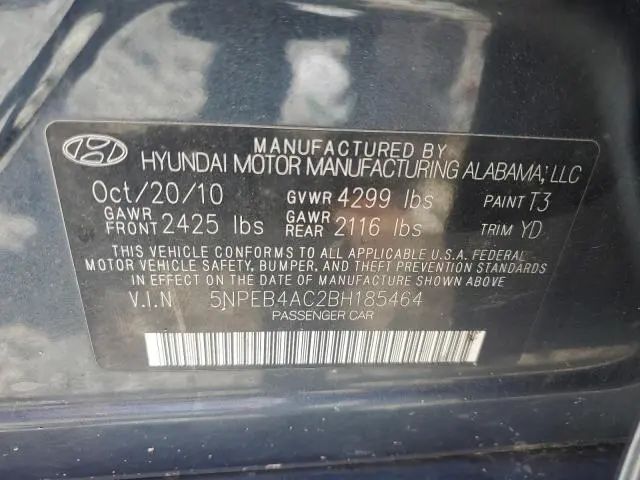 MANUFACTURED BY
HYUNDAI MOTOR MANUFACTURING ALABAMA, LLC
Oct/20/10 GVWR 4299 lbs PAINT T3
GAWR FRONT 2425 lbs GAWR REAR 2116 lbs TRIM YD
THIS VEHICLE CONFORMS TO ALL APPLICABLE U.S.A. FEDERAL
MOTOR VEHICLE SAFETY, BUMPER, AND THEFT PREVENTION STANDARDS
IN EFFECT ON THE DATE OF MANUFACTURE SHOWN ABOVE
V.I.N 5NPEB4AC2BH185464
PASSENGER CAR